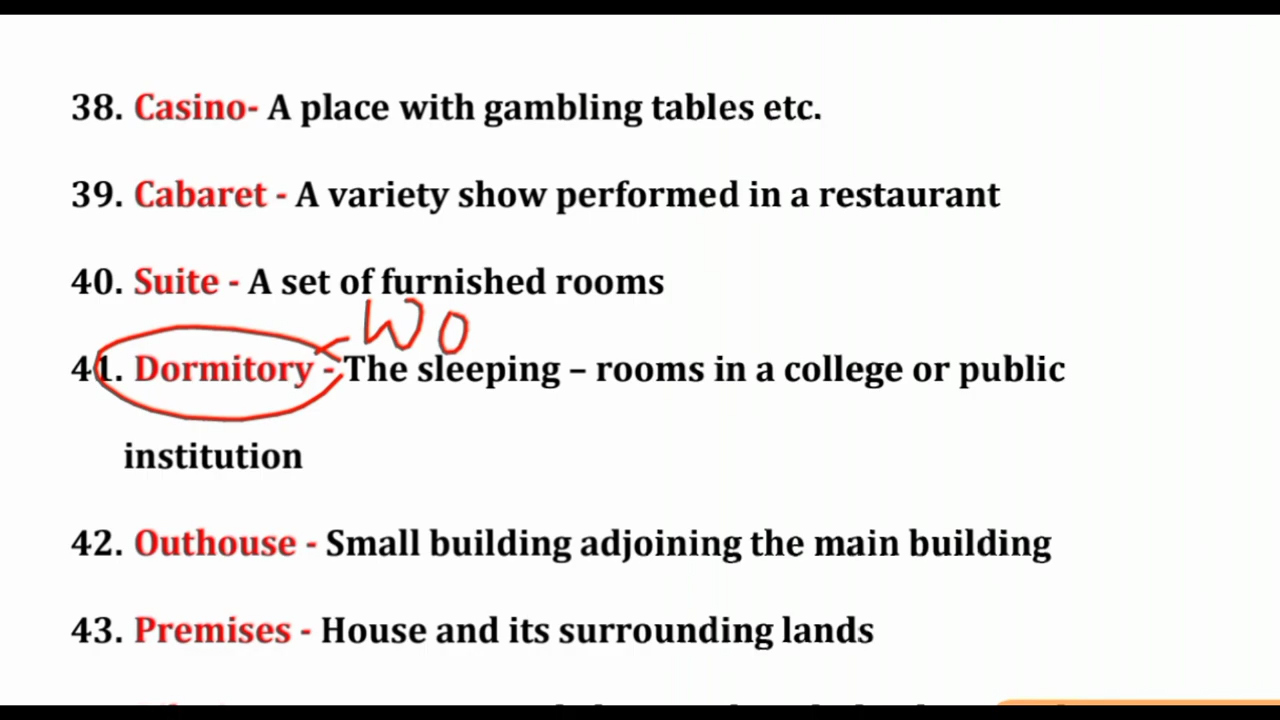 38. Casino- A place with gambling tables etc.
39. Cabaret - A variety show performed in a restaurant
40. Suite - A set of furnished rooms
WO
41. Dormitory - The sleeping – rooms in a college or public
institution
42. Outhouse - Small building adjoining the main building
43. Premises - House and its surrounding lands